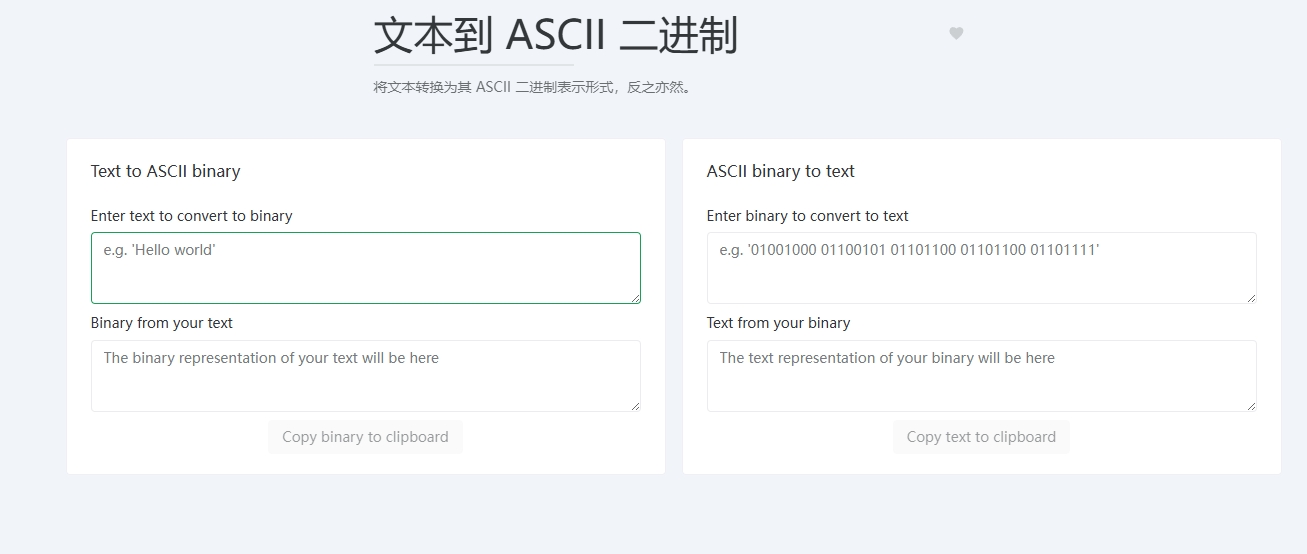 文本到 ASCII 二进制
将文本转换为其 ASCII 二进制表示形式，反之亦然。
Text to ASCII binary
Enter text to convert to binary
e.g. 'Hello world'
Binary from your text
The binary representation of your text will be here
Copy binary to clipboard
ASCII binary to text
Enter binary to convert to text
e.g. '01001000 01100101 01101100 01101100 01101111'
Text from your binary
The text representation of your binary will be here
Copy text to clipboard